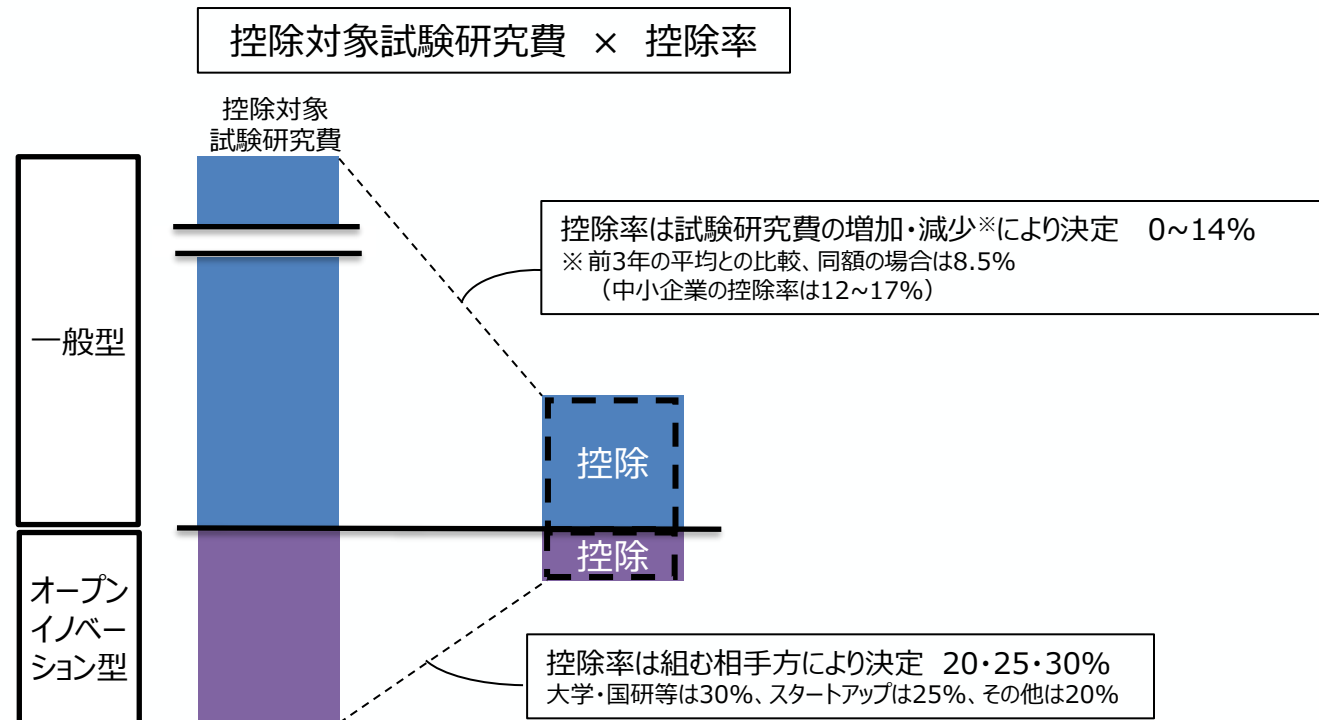 控除対象試験研究費 × 控除率
控除対象
試験研究費
一般型
控除率は試験研究費の増加・減少※により決定 0~14%
※前3年の平均との比較、同額の場合は8.5%
（中小企業の控除率は12~17%）
控除
控除
オープン
イノベー
ション型
控除率は組む相手方により決定 20・25・30%
大学・国研等は30%、スタートアップは25%、その他は20%